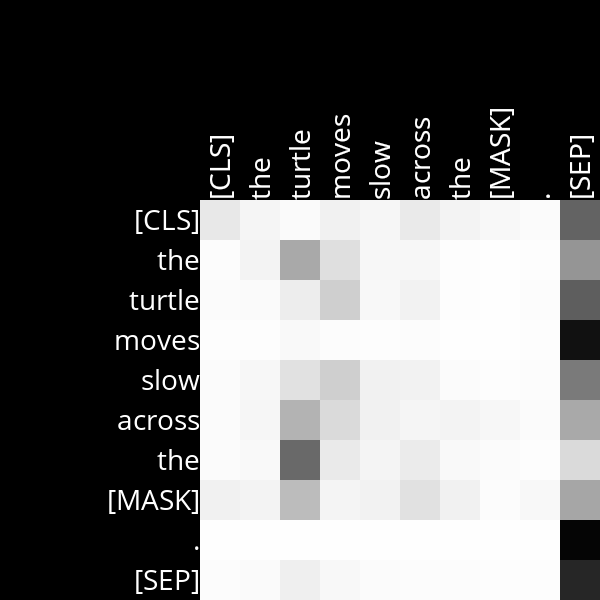 [CLS]
the
turtle
moves
slow
across
the
[MASK]
.
[SEP]
[CLS]
the
turtle
moves
slow
across
the
[MASK]
.
[SEP]